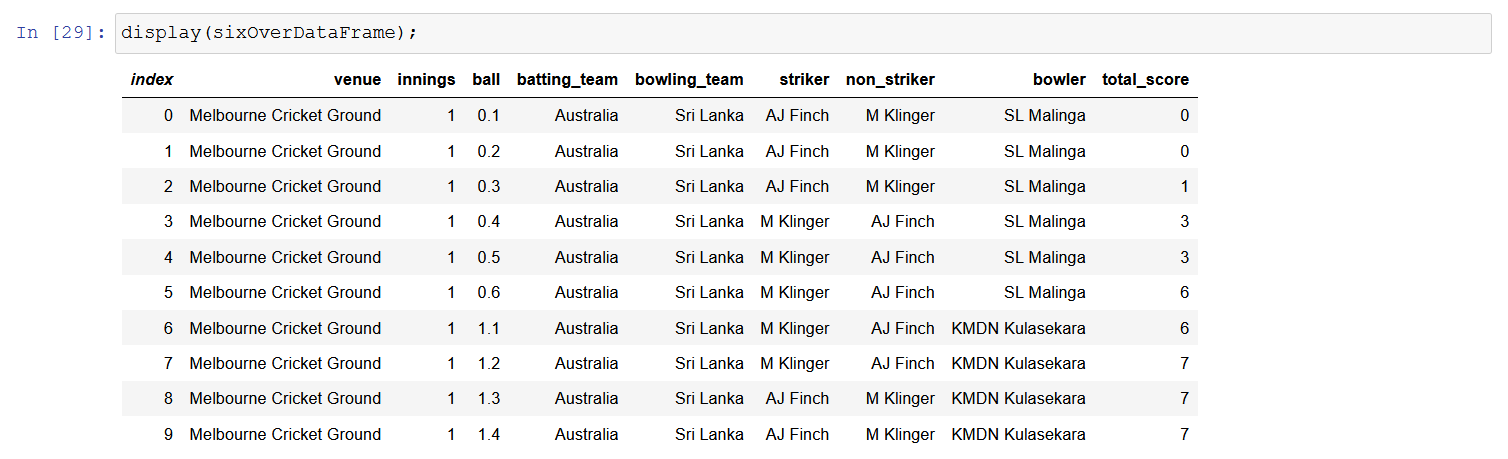 In [29]: display(sixOverDataFrame);
index venue innings ball batting_team bowling_team striker non_striker bowler total_score
0 Melbourne Cricket Ground 1 0.1 Australia Sri Lanka AJ Finch M Klinger SL Malinga 0
1 Melbourne Cricket Ground 1 0.2 Australia Sri Lanka AJ Finch M Klinger SL Malinga 0
2 Melbourne Cricket Ground 1 0.3 Australia Sri Lanka AJ Finch M Klinger SL Malinga 1
3 Melbourne Cricket Ground 1 0.4 Australia Sri Lanka M Klinger AJ Finch SL Malinga 3
4 Melbourne Cricket Ground 1 0.5 Australia Sri Lanka M Klinger AJ Finch SL Malinga 3
5 Melbourne Cricket Ground 1 0.6 Australia Sri Lanka M Klinger AJ Finch SL Malinga 6
6 Melbourne Cricket Ground 1 1.1 Australia Sri Lanka M Klinger AJ Finch KMDN Kulasekara 6
7 Melbourne Cricket Ground 1 1.2 Australia Sri Lanka M Klinger AJ Finch KMDN Kulasekara 7
8 Melbourne Cricket Ground 1 1.3 Australia Sri Lanka AJ Finch M Klinger KMDN Kulasekara 7
9 Melbourne Cricket Ground 1 1.4 Australia Sri Lanka AJ Finch M Klinger KMDN Kulasekara 7